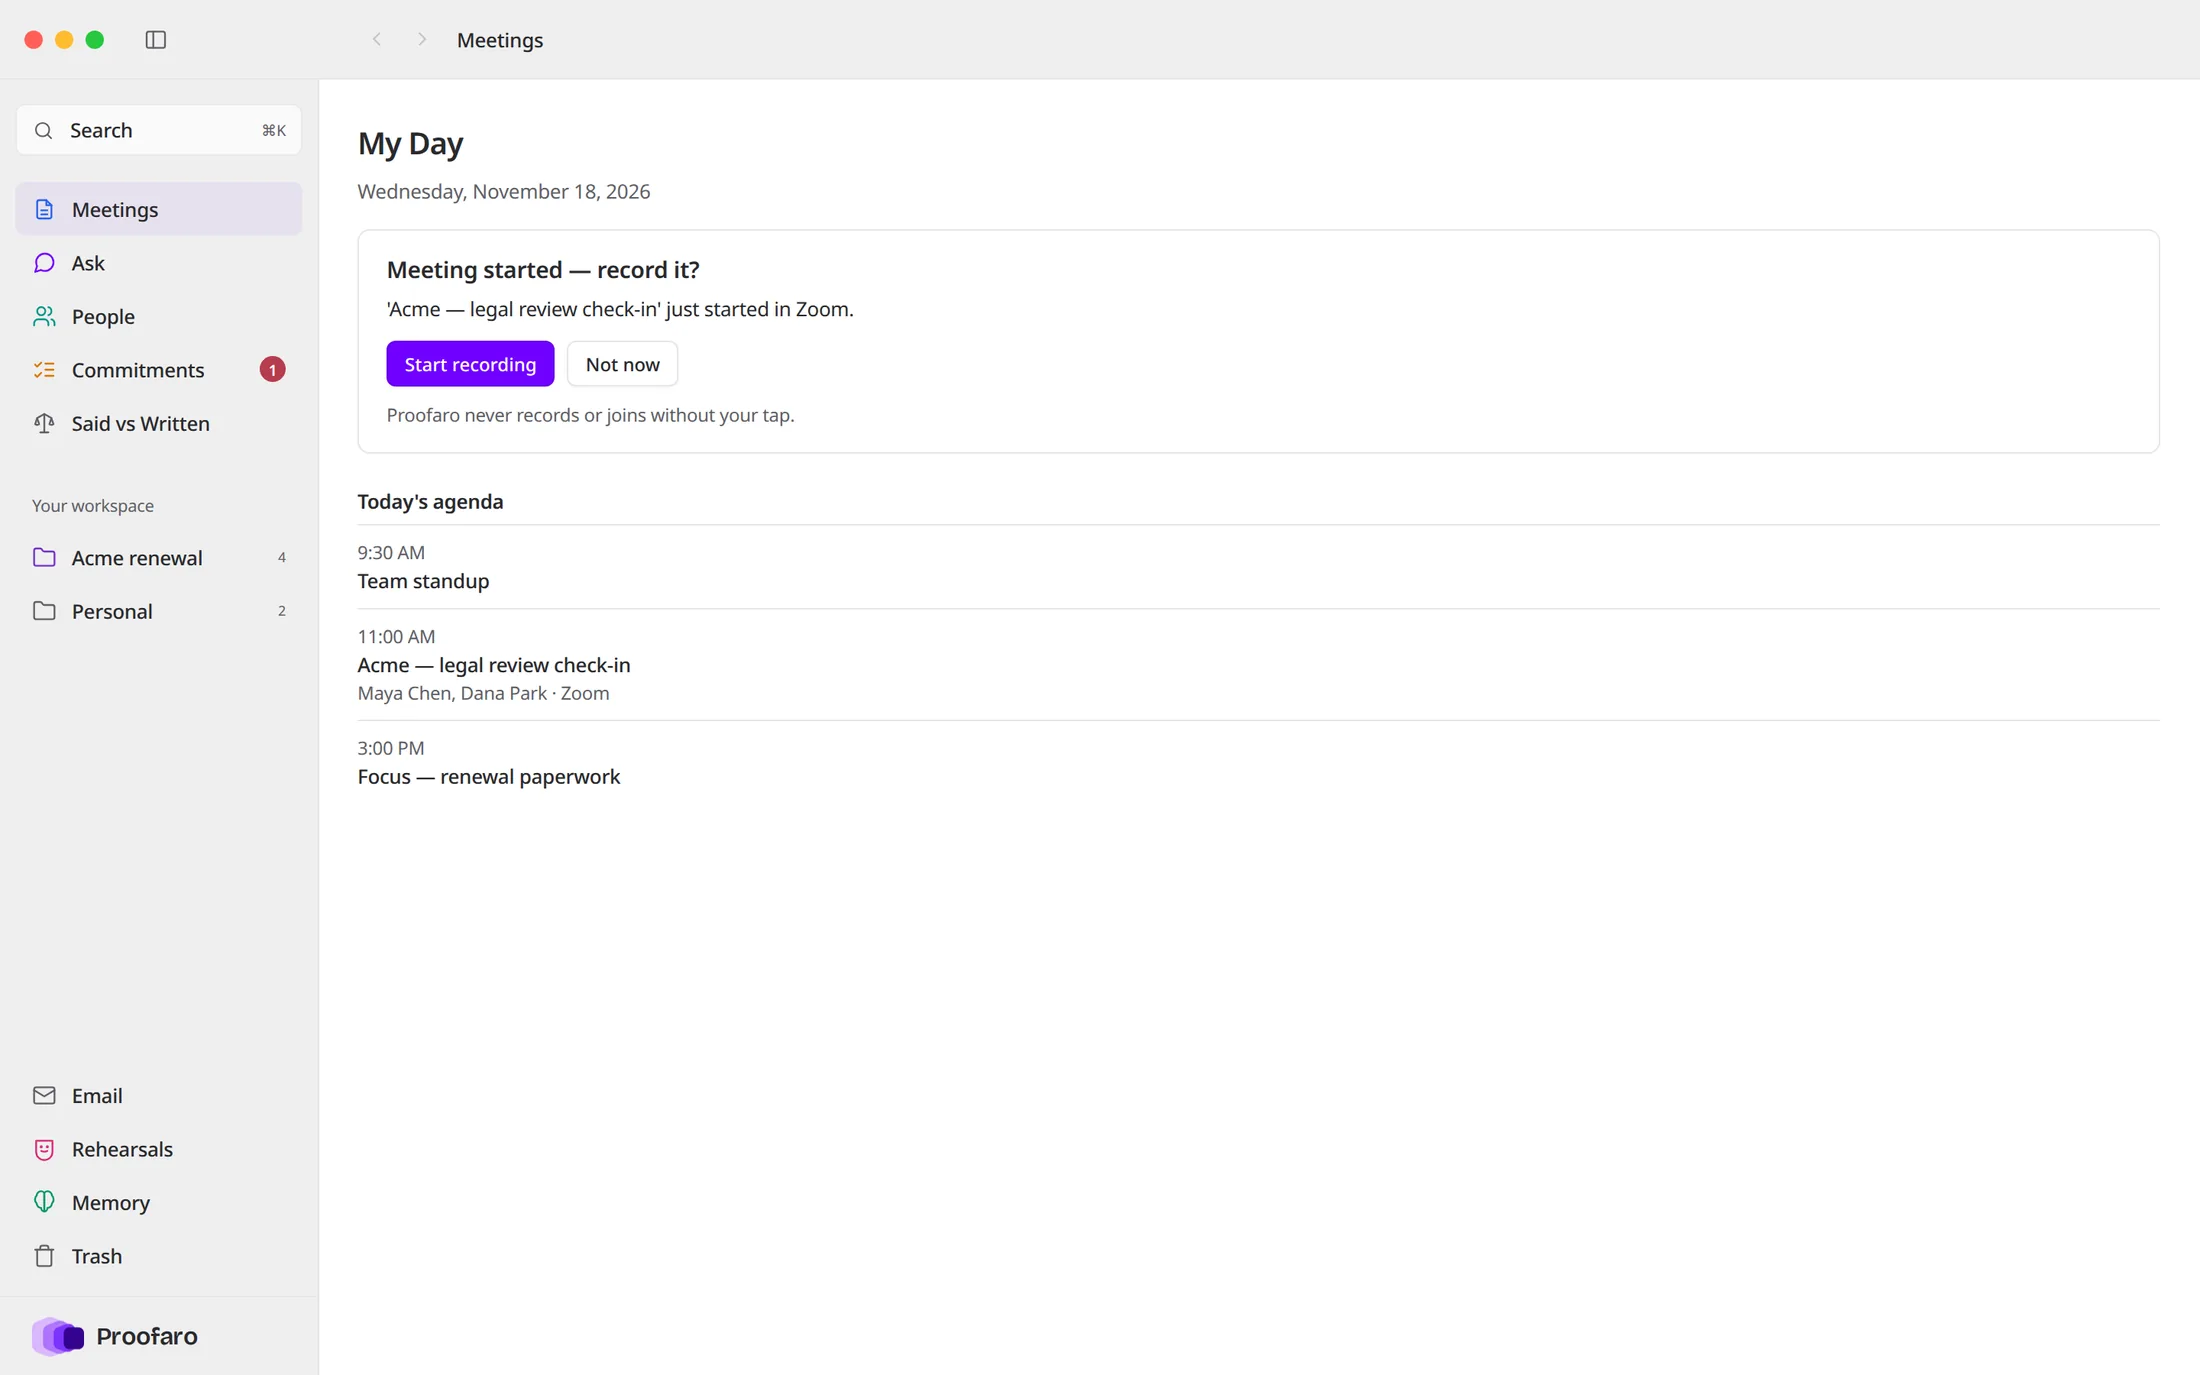 Meetings
Search ⌘K
Meetings
Ask
People
Commitments 1
Said vs Written
Your workspace
Acme renewal 4
Personal 2
Email
Rehearsals
Memory
Trash
Proofaro
My Day
Wednesday, November 18, 2026
Meeting started — record it?
'Acme — legal review check-in' just started in Zoom.
Start recording Not now
Proofaro never records or joins without your tap.
Today's agenda
9:30 AM
Team standup
11:00 AM
Acme — legal review check-in
Maya Chen, Dana Park · Zoom
3:00 PM
Focus — renewal paperwork